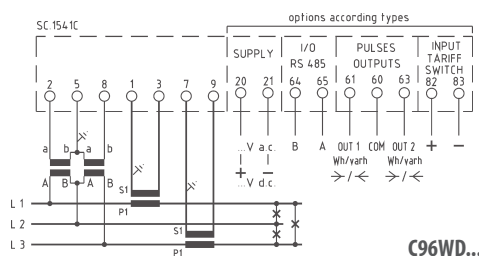 options according types
SC.1541C
SUPPLY
I/O
RS 485
PULSES
OUTPUTS
INPUT
TARIFF
SWITCH
2 5 8 1 3 7 9 20 21 64 65 61 60 63 82 83
a b a b
A B A B
...V a.c.
+ −
...V d.c.
B A OUT 1 COM OUT 2 + −
Wh/varh Wh/varh
S1
P1
S1
P1
L 1
L 2
L 3
C96WD...